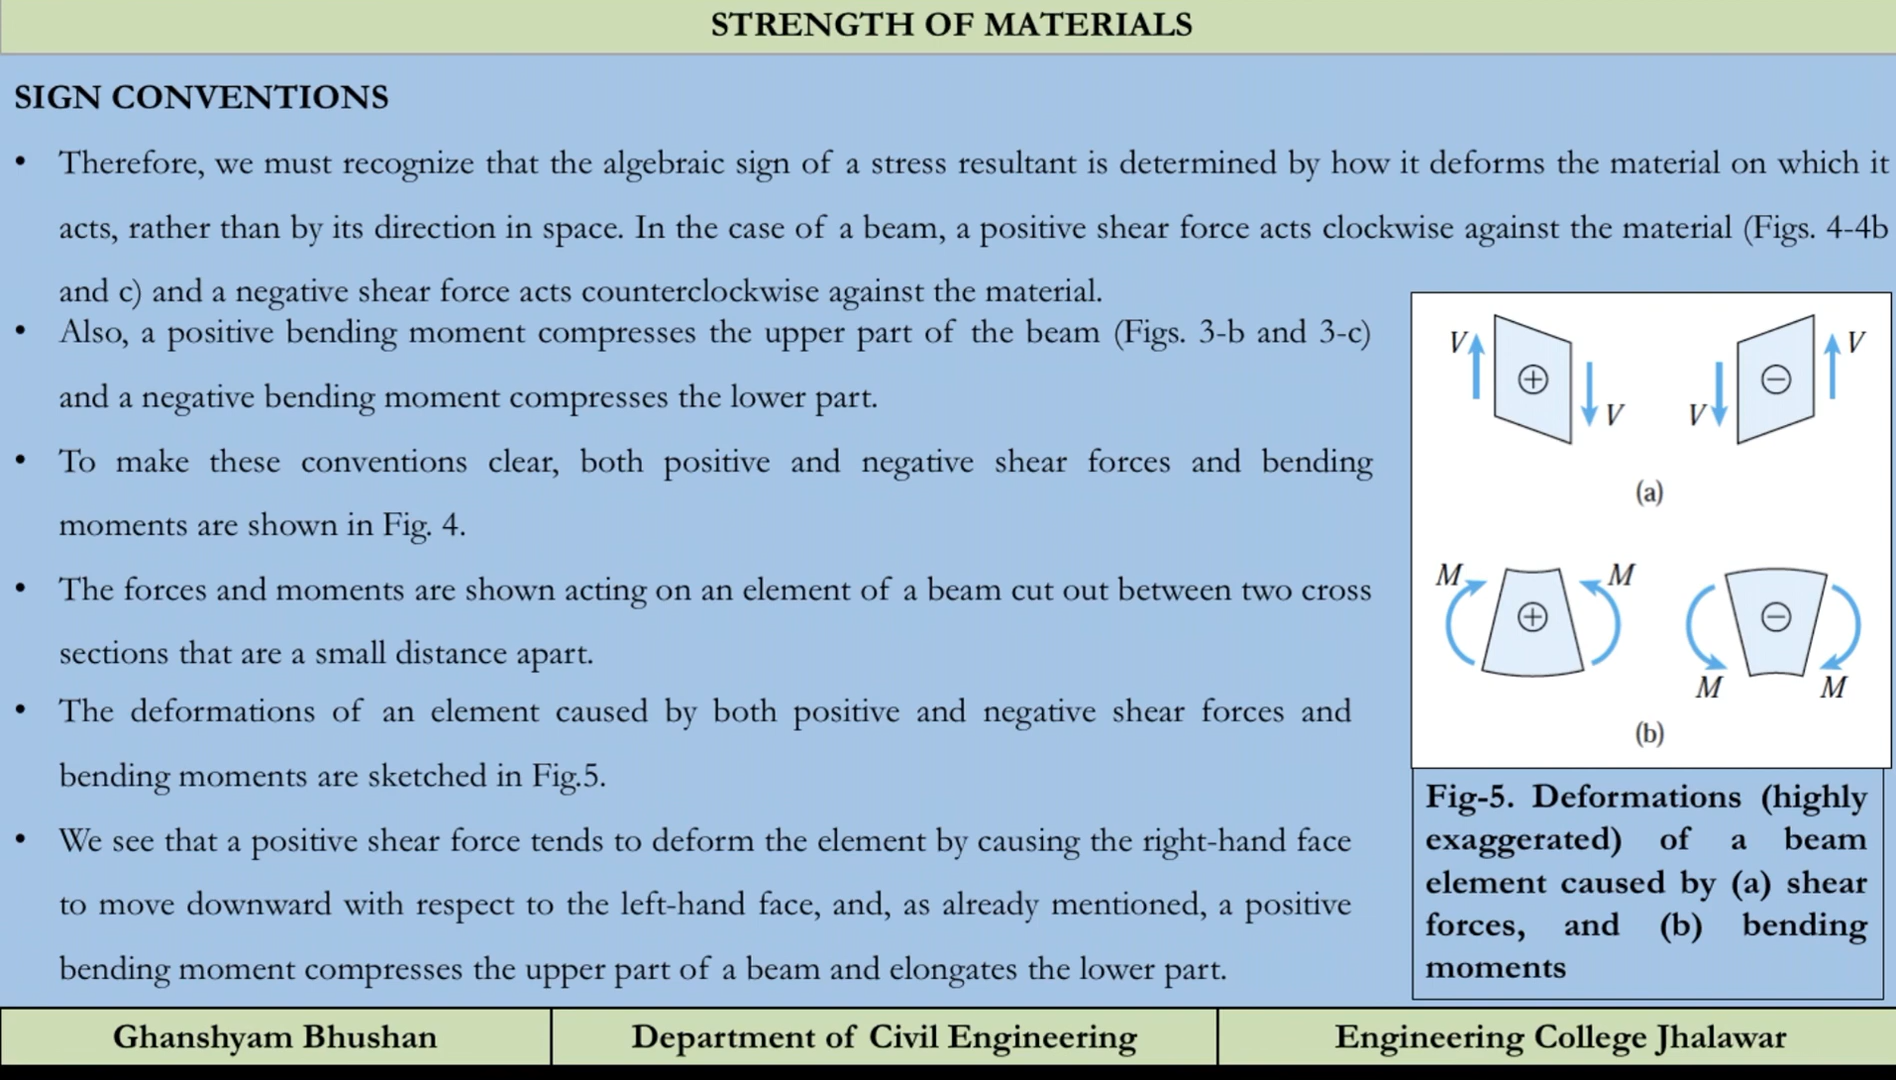 STRENGTH OF MATERIALS
SIGN CONVENTIONS
• Therefore, we must recognize that the algebraic sign of a stress resultant is determined by how it deforms the material on which it
acts, rather than by its direction in space. In the case of a beam, a positive shear force acts clockwise against the material (Figs. 4-4b
and c) and a negative shear force acts counterclockwise against the material.
• Also, a positive bending moment compresses the upper part of the beam (Figs. 3-b and 3-c)
and a negative bending moment compresses the lower part.
• To make these conventions clear, both positive and negative shear forces and bending
moments are shown in Fig. 4.
• The forces and moments are shown acting on an element of a beam cut out between two cross
sections that are a small distance apart.
• The deformations of an element caused by both positive and negative shear forces and
bending moments are sketched in Fig.5.
• We see that a positive shear force tends to deform the element by causing the right-hand face
to move downward with respect to the left-hand face, and, as already mentioned, a positive
bending moment compresses the upper part of a beam and elongates the lower part.
V + V V − V
(a)
M + M − M M
(b)
Fig-5. Deformations (highly
exaggerated) of a beam
element caused by (a) shear
forces, and (b) bending
moments
Ghanshyam Bhushan
Department of Civil Engineering
Engineering College Jhalawar